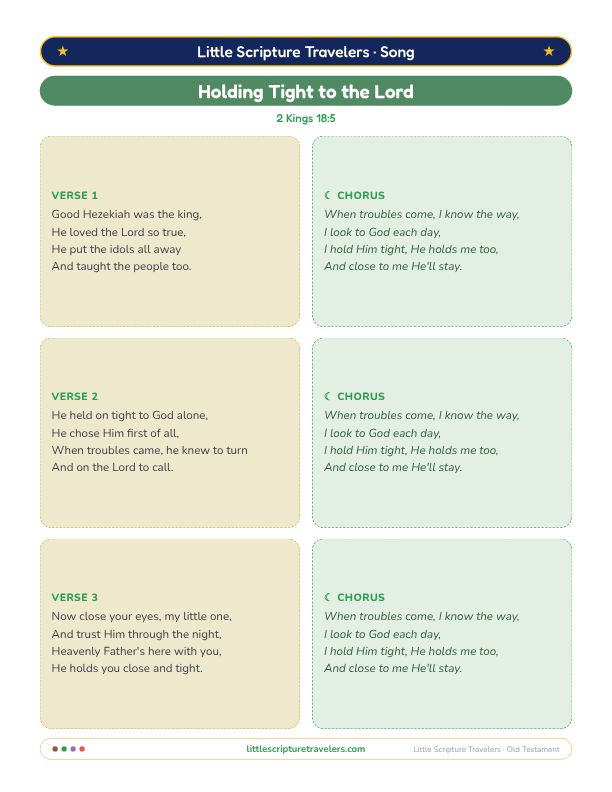 Little Scripture Travelers · Song
Holding Tight to the Lord
2 Kings 18:5
VERSE 1
Good Hezekiah was the king,
He loved the Lord so true,
He put the idols all away
And taught the people too.
☾ CHORUS
When troubles come, I know the way,
I look to God each day,
I hold Him tight, He holds me too,
And close to me He'll stay.
VERSE 2
He held on tight to God alone,
He chose Him first of all,
When troubles came, he knew to turn
And on the Lord to call.
☾ CHORUS
When troubles come, I know the way,
I look to God each day,
I hold Him tight, He holds me too,
And close to me He'll stay.
VERSE 3
Now close your eyes, my little one,
And trust Him through the night,
Heavenly Father's here with you,
He holds you close and tight.
☾ CHORUS
When troubles come, I know the way,
I look to God each day,
I hold Him tight, He holds me too,
And close to me He'll stay.
littlescripturetravelers.com
Little Scripture Travelers · Old Testament